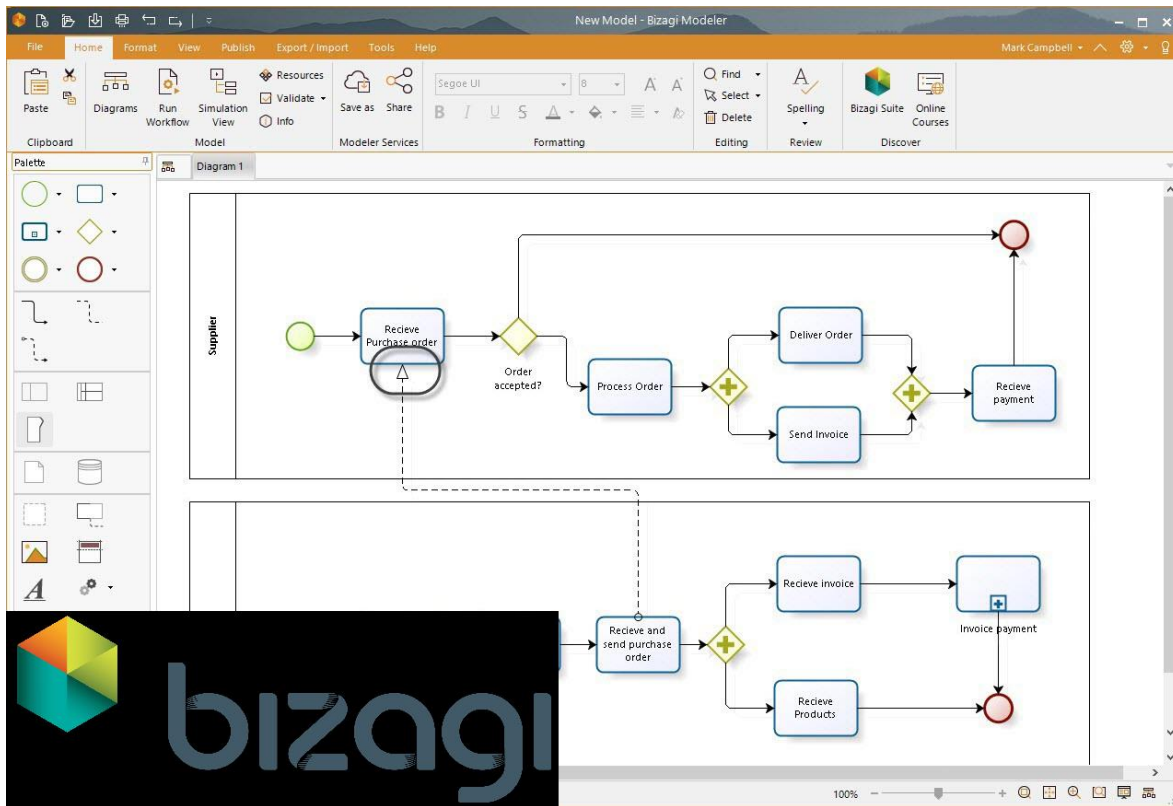 New Model - Bizagi Modeler
File Home Format View Publish Export / Import Tools Help Mark Campbell
Paste
Clipboard
Diagrams
Run
Workflow
Simulation
View
Resources
Validate
Info
Model
Save as
Share
Modeler Services
Segoe UI
8
A A
B I U S A
Formatting
Find
Select
Delete
Editing
Spelling
Review
Bizagi Suite
Online
Courses
Discover
Palette
Diagram 1
A
Supplier
Recieve
Purchase order
Order
accepted?
Process Order
Deliver Order
Send Invoice
Recieve
payment
Recieve and
send purchase
order
Recieve invoice
Invoice payment
Recieve
Products
bizagi
100%